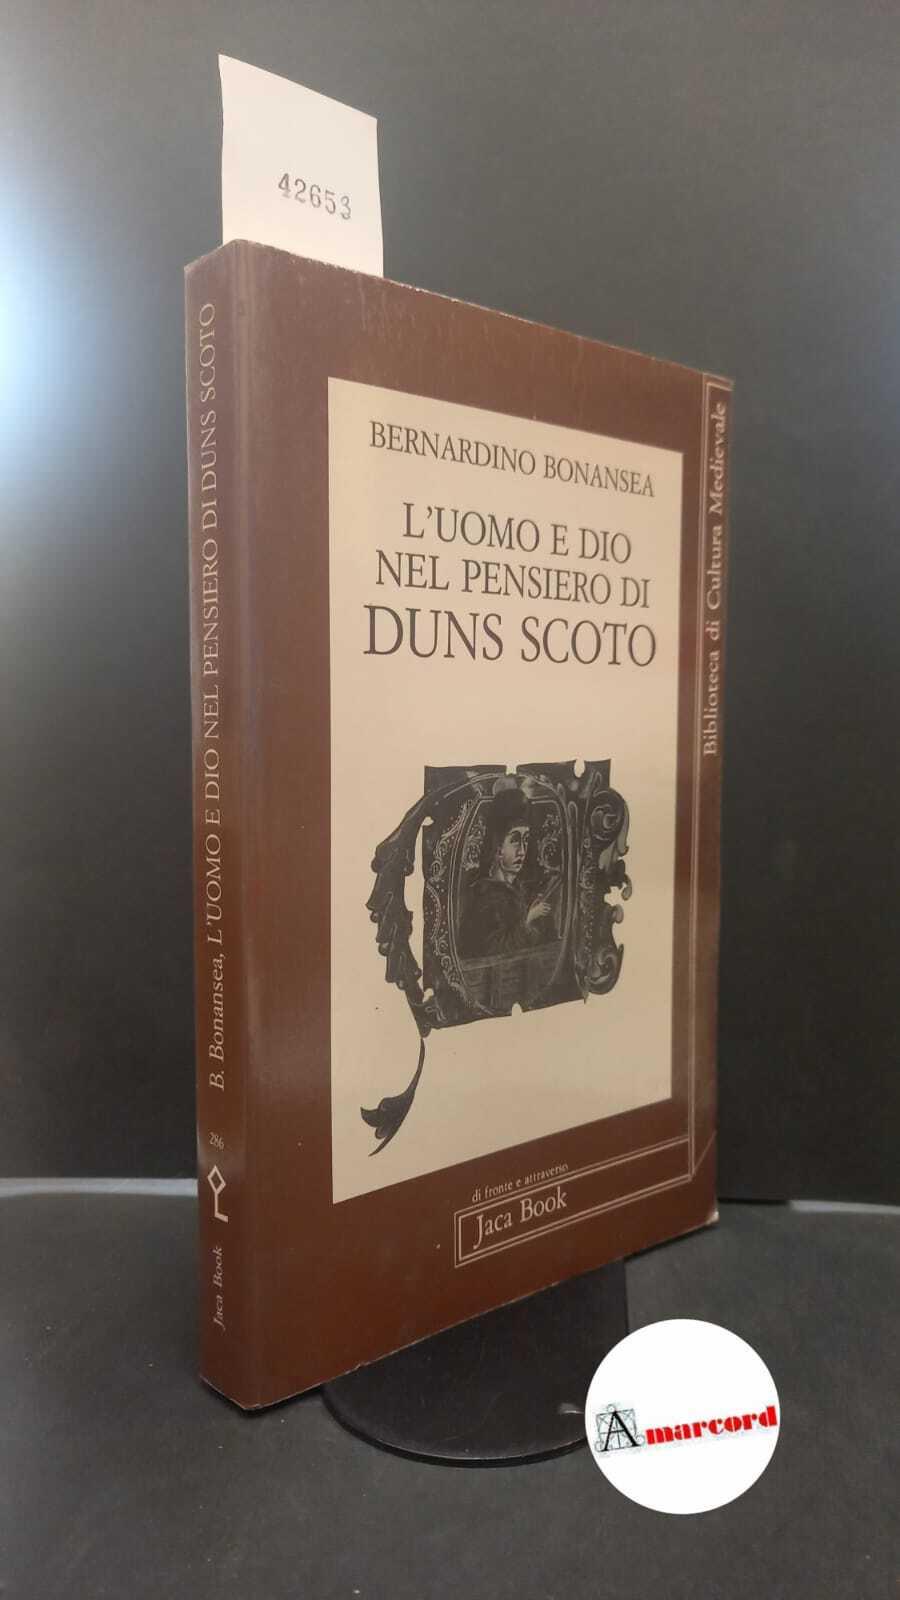 42653
BERNARDINO BONANSEA
L'UOMO E DIO
NEL PENSIERO DI
DUNS SCOTO
Biblioteca di Cultura Medievale
di fronte e attraverso
Jaca Book
B. Bonansea, L'UOMO E DIO NEL PENSIERO DI DUNS SCOTO
286
Jaca Book
Amarcord